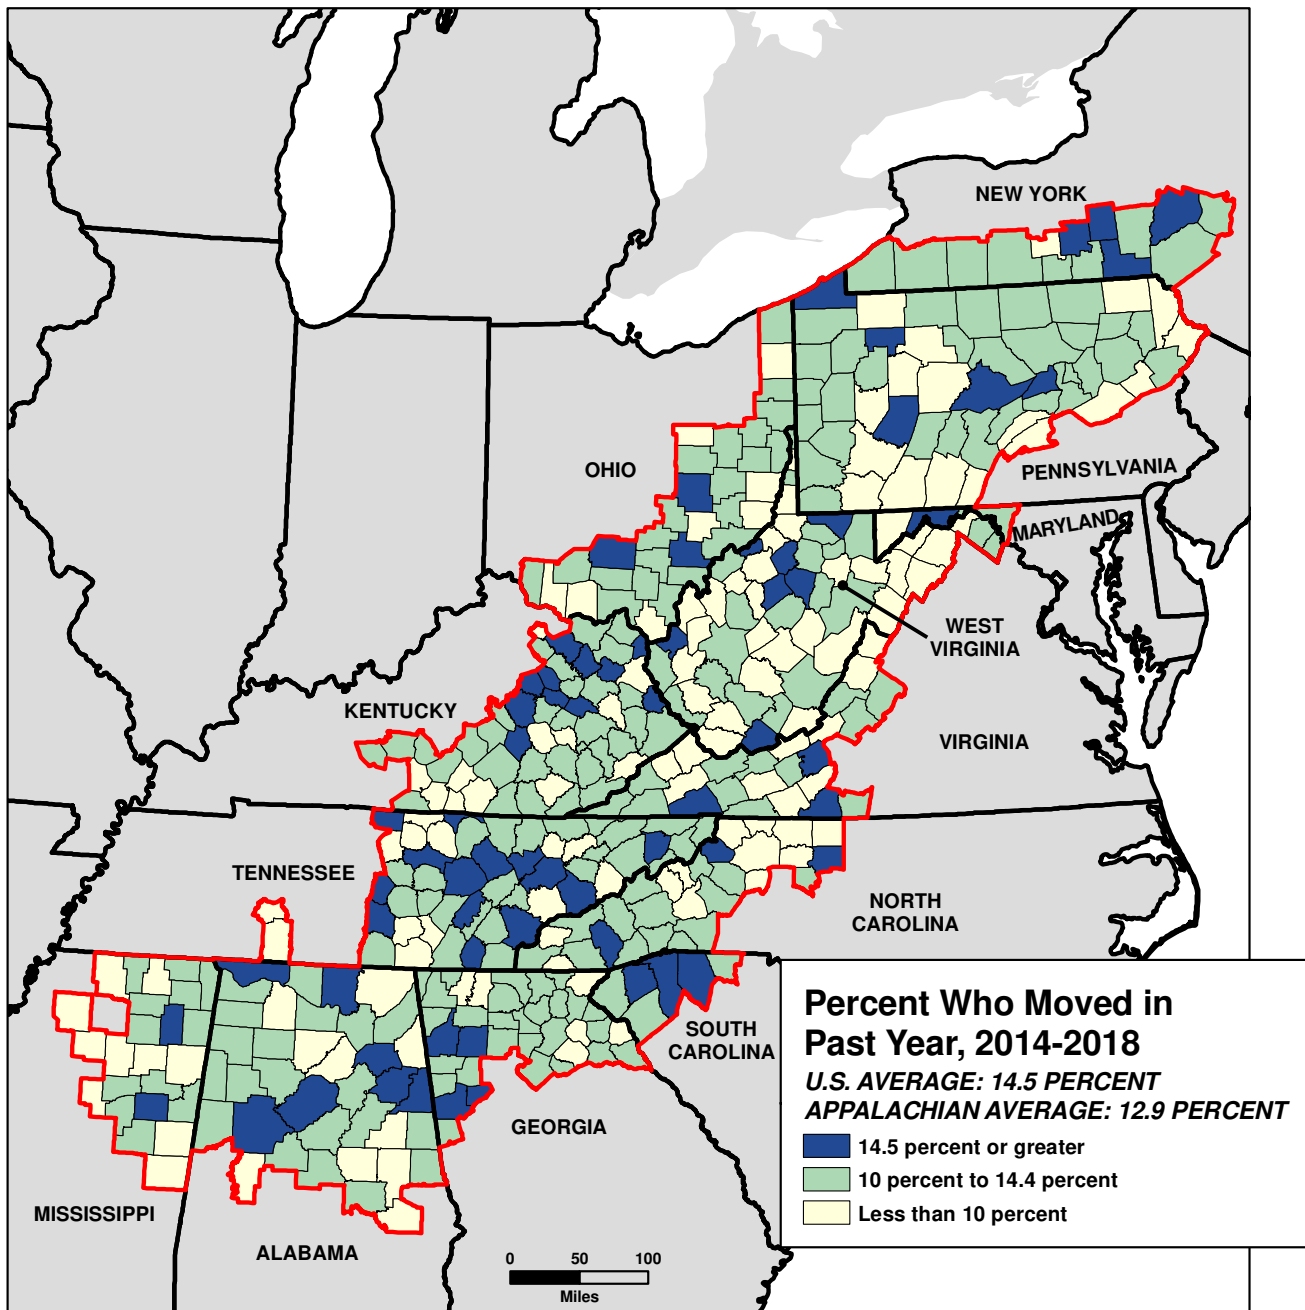 NEW YORK
OHIO
PENNSYLVANIA
MARYLAND
WEST
VIRGINIA
KENTUCKY
VIRGINIA
TENNESSEE
NORTH
CAROLINA
SOUTH
CAROLINA
GEORGIA
MISSISSIPPI
ALABAMA
Percent Who Moved in
Past Year, 2014-2018
U.S. AVERAGE: 14.5 PERCENT
APPALACHIAN AVERAGE: 12.9 PERCENT
14.5 percent or greater
10 percent to 14.4 percent
Less than 10 percent
0 50 100
Miles